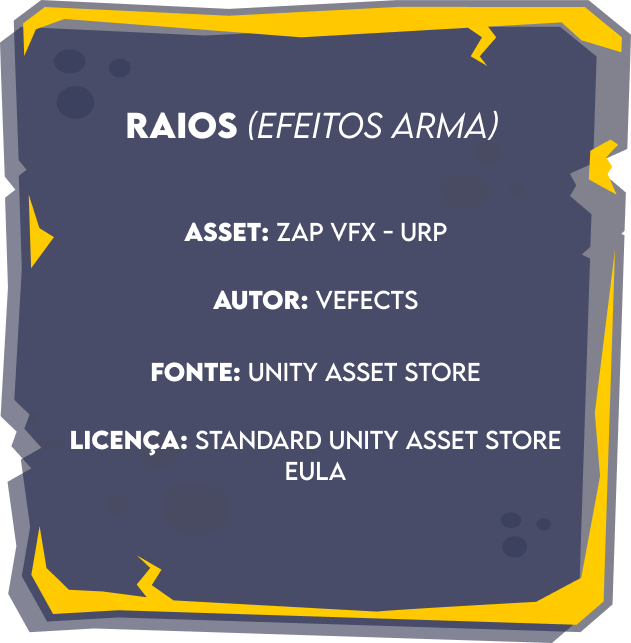 RAIOS (EFEITOS ARMA)
ASSET: ZAP VFX - URP
AUTOR: VEFECTS
FONTE: UNITY ASSET STORE
LICENÇA: STANDARD UNITY ASSET STORE
EULA